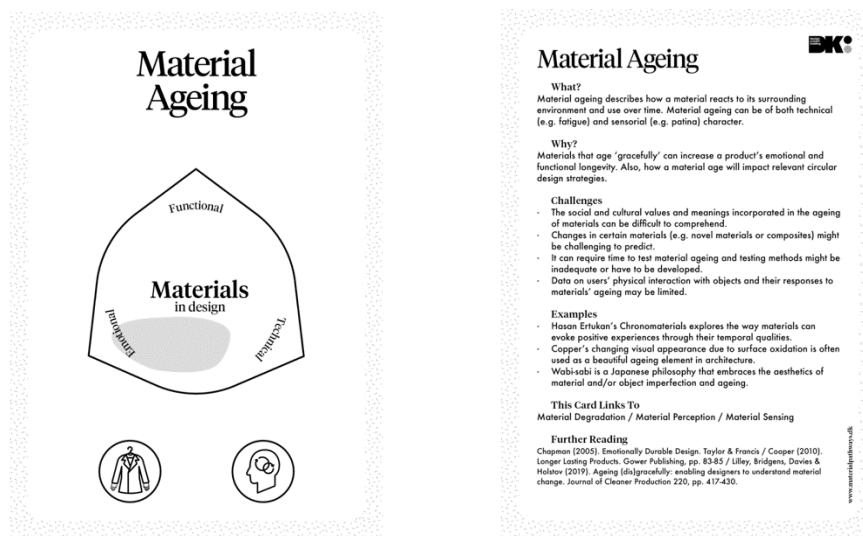 Material
Ageing
Functional
Materials
in design
Emotional
Technical
DK:
Material Ageing
What?
Material ageing describes how a material reacts to its surrounding
environment and use over time. Material ageing can be of both technical
(e.g. fatigue) and sensorial (e.g. patina) character.
Why?
Materials that age ‘gracefully’ can increase a product’s emotional and
functional longevity. Also, how a material age will impact relevant circular
design strategies.
Challenges
· The social and cultural values and meanings incorporated in the ageing
of materials can be difficult to comprehend.
· Changes in certain materials (e.g. novel materials or composites) might
be challenging to predict.
· It can require time to test material ageing and testing methods might be
inadequate or have to be developed.
· Data on users’ physical interaction with objects and their responses to
materials’ ageing may be limited.
Examples
· Hasan Ertukan’s Chronomaterials explores the way materials can
evoke positive experiences through their temporal qualities.
· Copper’s changing visual appearance due to surface oxidation is often
used as a beautiful ageing element in architecture.
· Wabi-sabi is a Japanese philosophy that embraces the aesthetics of
material and/or object imperfection and ageing.
This Card Links To
Material Degradation / Material Perception / Material Sensing
Further Reading
Chapman (2005). Emotionally Durable Design. Taylor & Francis / Cooper (2010).
Longer Lasting Products. Gower Publishing, pp. 83-85 / Lilley, Bridgens, Davies &
Holstov (2019). Ageing (dis)gracefully: enabling designers to understand material
change. Journal of Cleaner Production 220, pp. 417-430.
www.materialpathways.dk